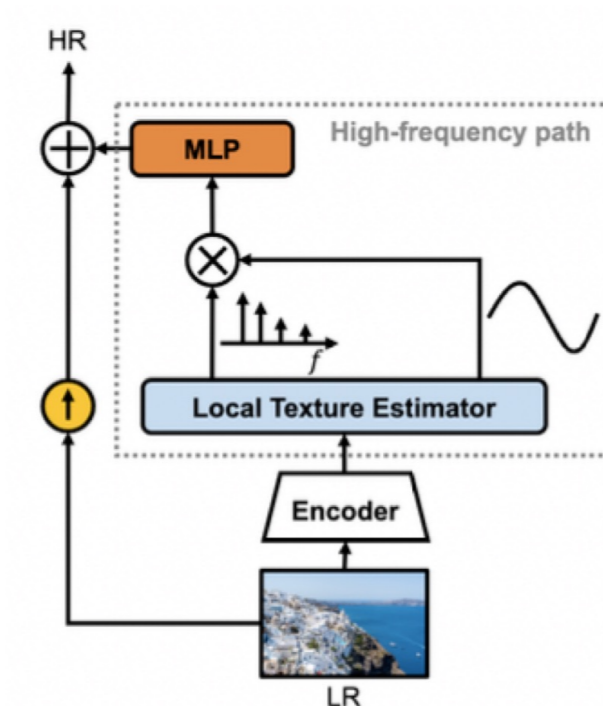 HR
High-frequency path
MLP
f
Local Texture Estimator
Encoder
LR